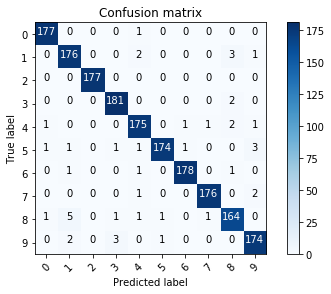 Confusion matrix
0 177 0 0 0 1 0 0 0 0 0 175
1 0 176 0 0 2 0 0 0 3 1 150
2 0 0 177 0 0 0 0 0 0 0 125
3 0 0 0 181 0 0 0 0 2 0
4 1 0 0 0 175 0 1 1 2 1 100
5 1 1 0 1 1 174 1 0 0 3 75
6 0 1 0 0 1 0 178 0 1 0
7 0 0 0 0 1 0 0 176 0 2 50
8 1 5 0 1 1 1 0 1 164 0 25
9 0 2 0 3 0 1 0 0 0 174 0
True label
0 1 2 3 4 5 6 7 8 9
Predicted label